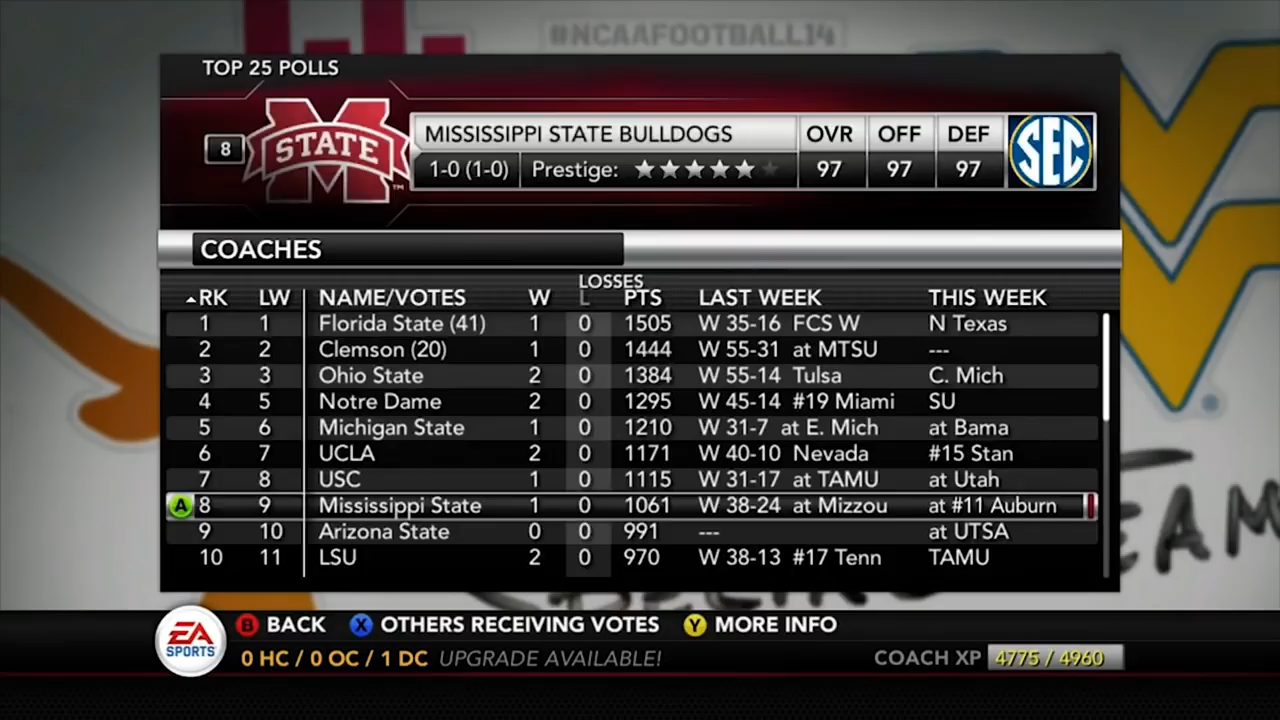 #NCAAFOOTBALL14
TOP 25 POLLS
8 STATE TM MISSISSIPPI STATE BULLDOGS OVR OFF DEF SEC
1-0 (1-0) Prestige: 97 97 97
COACHES
RK LW NAME/VOTES W LOSSES L PTS LAST WEEK THIS WEEK
1 1 Florida State (41) 1 0 1505 W 35-16 FCS W N Texas
2 2 Clemson (20) 1 0 1444 W 55-31 at MTSU ---
3 3 Ohio State 2 0 1384 W 55-14 Tulsa C. Mich
4 5 Notre Dame 2 0 1295 W 45-14 #19 Miami SU
5 6 Michigan State 1 0 1210 W 31-7 at E. Mich at Bama
6 7 UCLA 2 0 1171 W 40-10 Nevada #15 Stan
7 8 USC 1 0 1115 W 31-17 at TAMU at Utah
A 8 9 Mississippi State 1 0 1061 W 38-24 at Mizzou at #11 Auburn
9 10 Arizona State 0 0 991 --- at UTSA
10 11 LSU 2 0 970 W 38-13 #17 Tenn TAMU
EA SPORTS B BACK X OTHERS RECEIVING VOTES Y MORE INFO
0 HC / 0 OC / 1 DC UPGRADE AVAILABLE! COACH XP 4775 / 4960